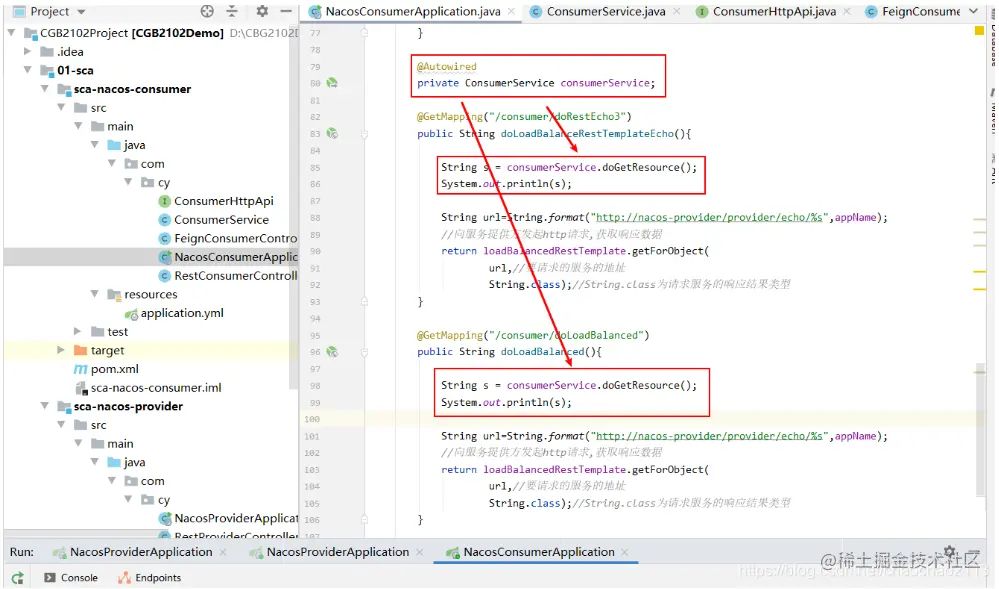 Project
NacosConsumerApplication.java
ConsumerService.java
ConsumerHttpApi.java
FeignConsume
CGB2102Project [CGB2102Demo] D:\CBG2102
.idea
01-sca
sca-nacos-consumer
src
main
java
com
cy
ConsumerHttpApi
ConsumerService
FeignConsumerContro
NacosConsumerApplic
RestConsumerControll
resources
application.yml
test
target
pom.xml
sca-nacos-consumer.iml
sca-nacos-provider
src
main
java
com
cy
NacosProviderApplicat
RestProviderController
77 }
78
79 @Autowired
80 private ConsumerService consumerService;
81
82 @GetMapping("/consumer/doRestEcho3")
83 public String doLoadBalanceRestTemplateEcho(){
84
85 String s = consumerService.doGetResource();
86 System.out.println(s);
87
88 String url=String.format("http://nacos-provider/provider/echo/%s",appName);
89 //向服务提供方发起http请求,获取响应数据
90 return loadBalancedRestTemplate.getForObject(
91 url,//要请求的服务的地址
92 String.class);//String.class为请求服务的响应结果类型
93 }
94
95 @GetMapping("/consumer/doLoadBalanced")
96 public String doLoadBalanced(){
97
98 String s = consumerService.doGetResource();
99 System.out.println(s);
100
101 String url=String.format("http://nacos-provider/provider/echo/%s",appName);
102 //向服务提供方发起http请求,获取响应数据
103 return loadBalancedRestTemplate.getForObject(
104 url,//要请求的服务的地址
105 String.class);//String.class为请求服务的响应结果类型
106 }
107
Run:
NacosProviderApplication
NacosProviderApplication
NacosConsumerApplication
Console
Endpoints
@稀土掘金技术社区